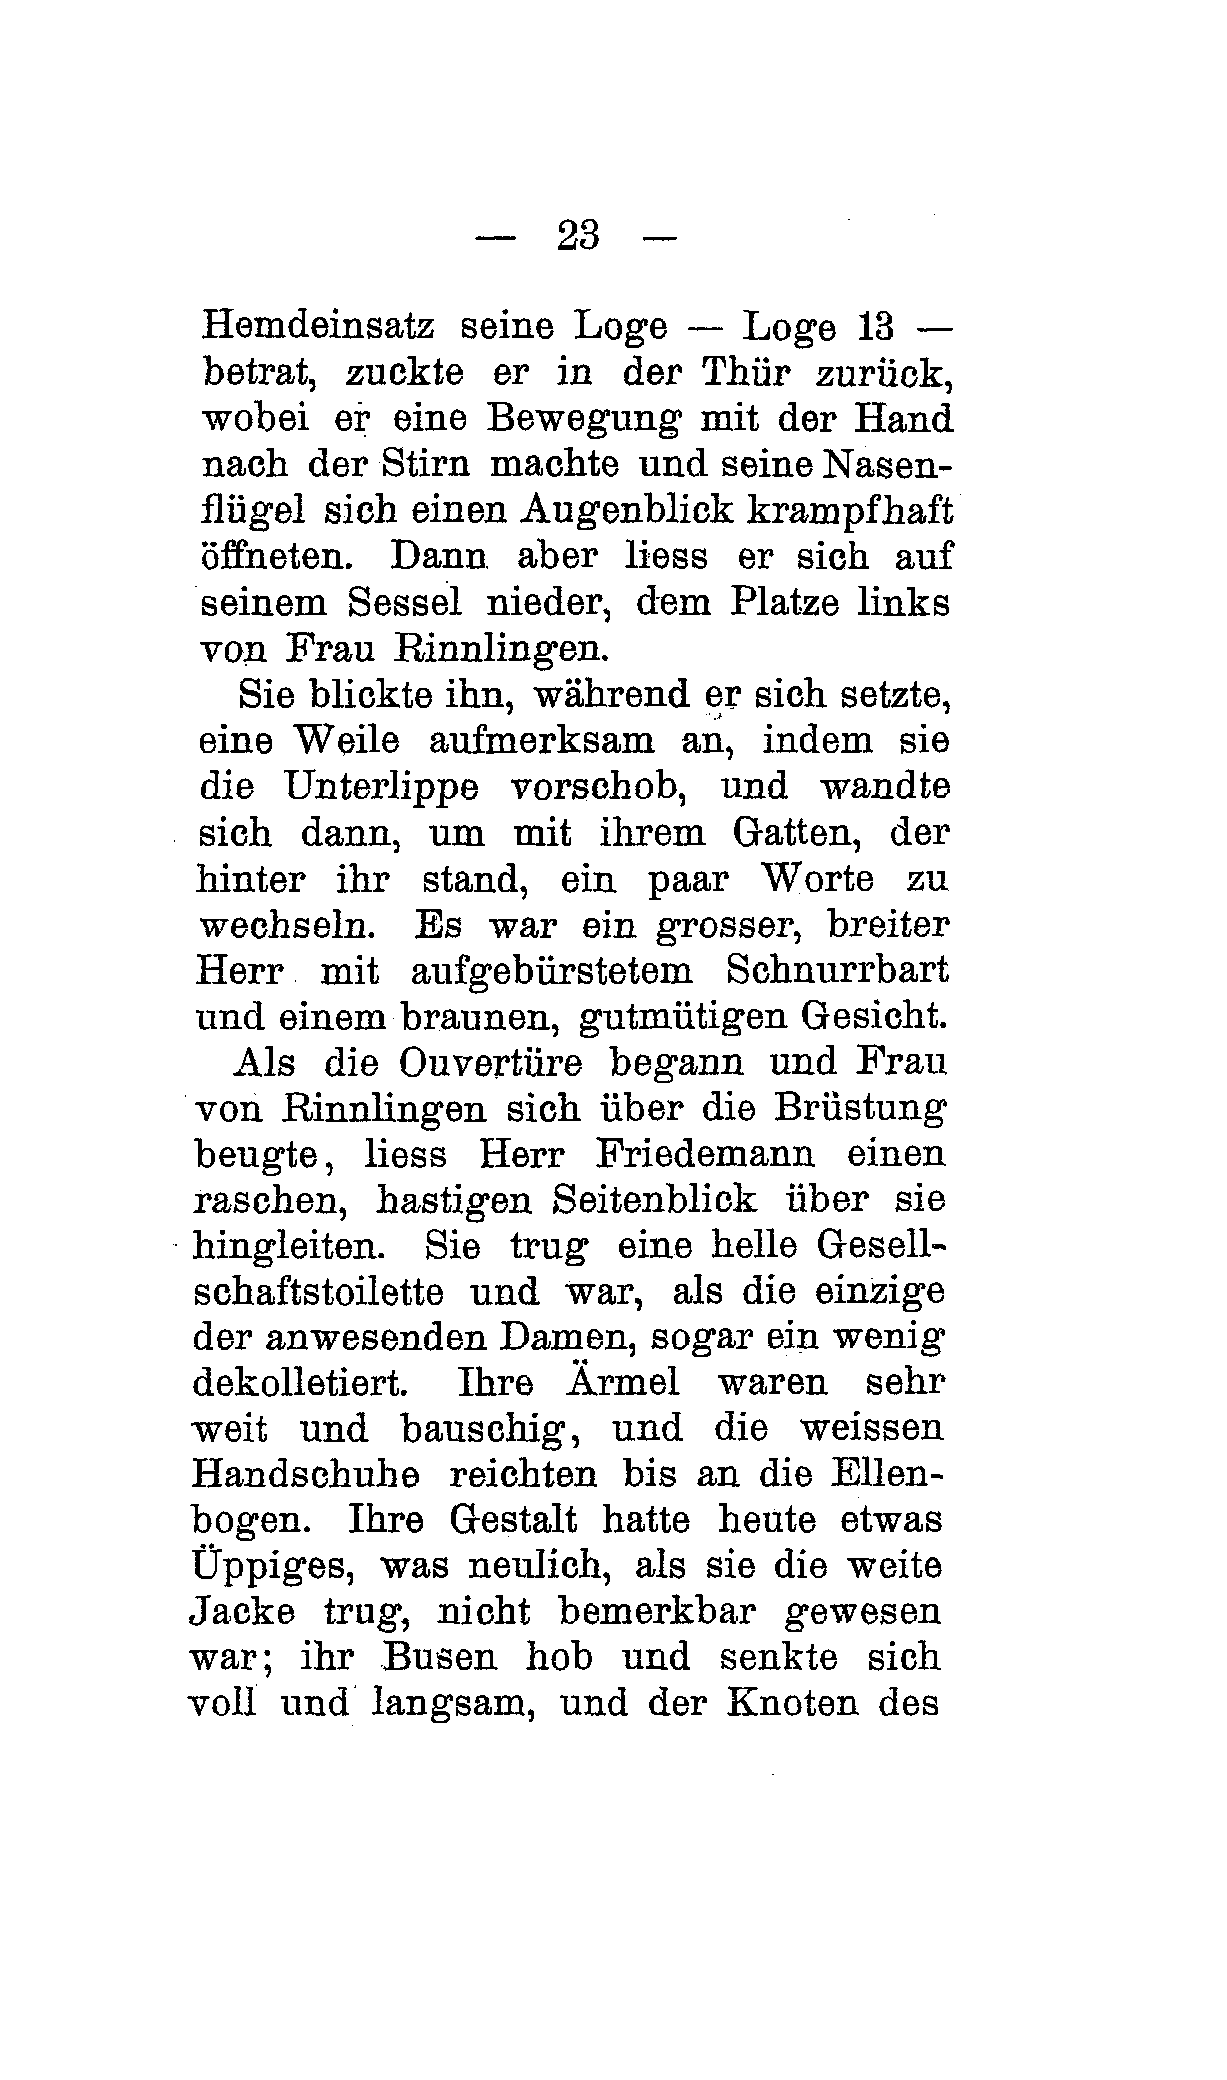 — 23 —
Hemdeinsatz seine Loge — Loge 13 —
betrat, zuckte er in der Thür zurück,
wobei er eine Bewegung mit der Hand
nach der Stirn machte und seine Nasen-
flügel sich einen Augenblick krampfhaft
öffneten. Dann aber liess er sich auf
seinem Sessel nieder, dem Platze links
von Frau Rinnlingen.
Sie blickte ihn, während er sich setzte,
eine Weile aufmerksam an, indem sie
die Unterlippe vorschob, und wandte
sich dann, um mit ihrem Gatten, der
hinter ihr stand, ein paar Worte zu
wechseln. Es war ein grosser, breiter
Herr mit aufgebürstetem Schnurrbart
und einem braunen, gutmütigen Gesicht.
Als die Ouvertüre begann und Frau
von Rinnlingen sich über die Brüstung
beugte, liess Herr Friedemann einen
raschen, hastigen Seitenblick über sie
hingleiten. Sie trug eine helle Gesell-
schaftstoilette und war, als die einzige
der anwesenden Damen, sogar ein wenig
dekolletiert. Ihre Ärmel waren sehr
weit und bauschig, und die weissen
Handschuhe reichten bis an die Ellen-
bogen. Ihre Gestalt hatte heute etwas
Üppiges, was neulich, als sie die weite
Jacke trug, nicht bemerkbar gewesen
war; ihr Busen hob und senkte sich
voll und langsam, und der Knoten des